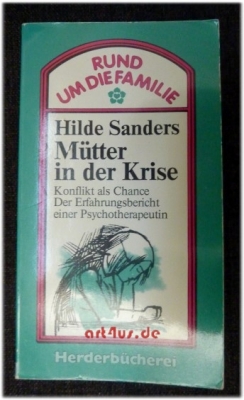 RUND
UM DIE FAMILIE
Hilde Sanders
Mütter
in der Krise
Konflikt als Chance
Der Erfahrungsbericht
einer Psychotherapeutin
art4us.de
Herderbücherei